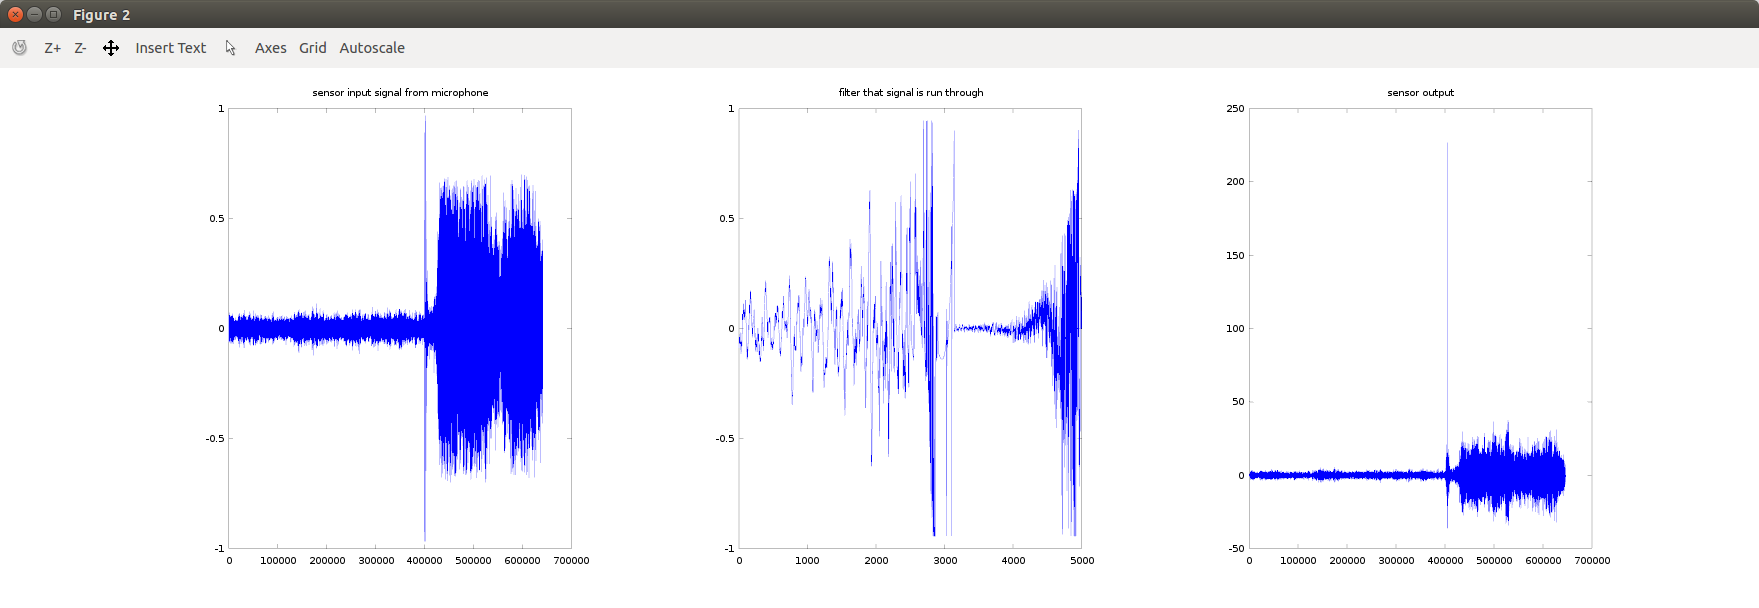 Figure 2
Z+ Z- Insert Text Axes Grid Autoscale
sensor input signal from microphone
1
0.5
0
-0.5
-1
0 100000 200000 300000 400000 500000 600000 700000
filter that signal is run through
1
0.5
0
-0.5
-1
0 1000 2000 3000 4000 5000
sensor output
250
200
150
100
50
0
-50
0 100000 200000 300000 400000 500000 600000 700000